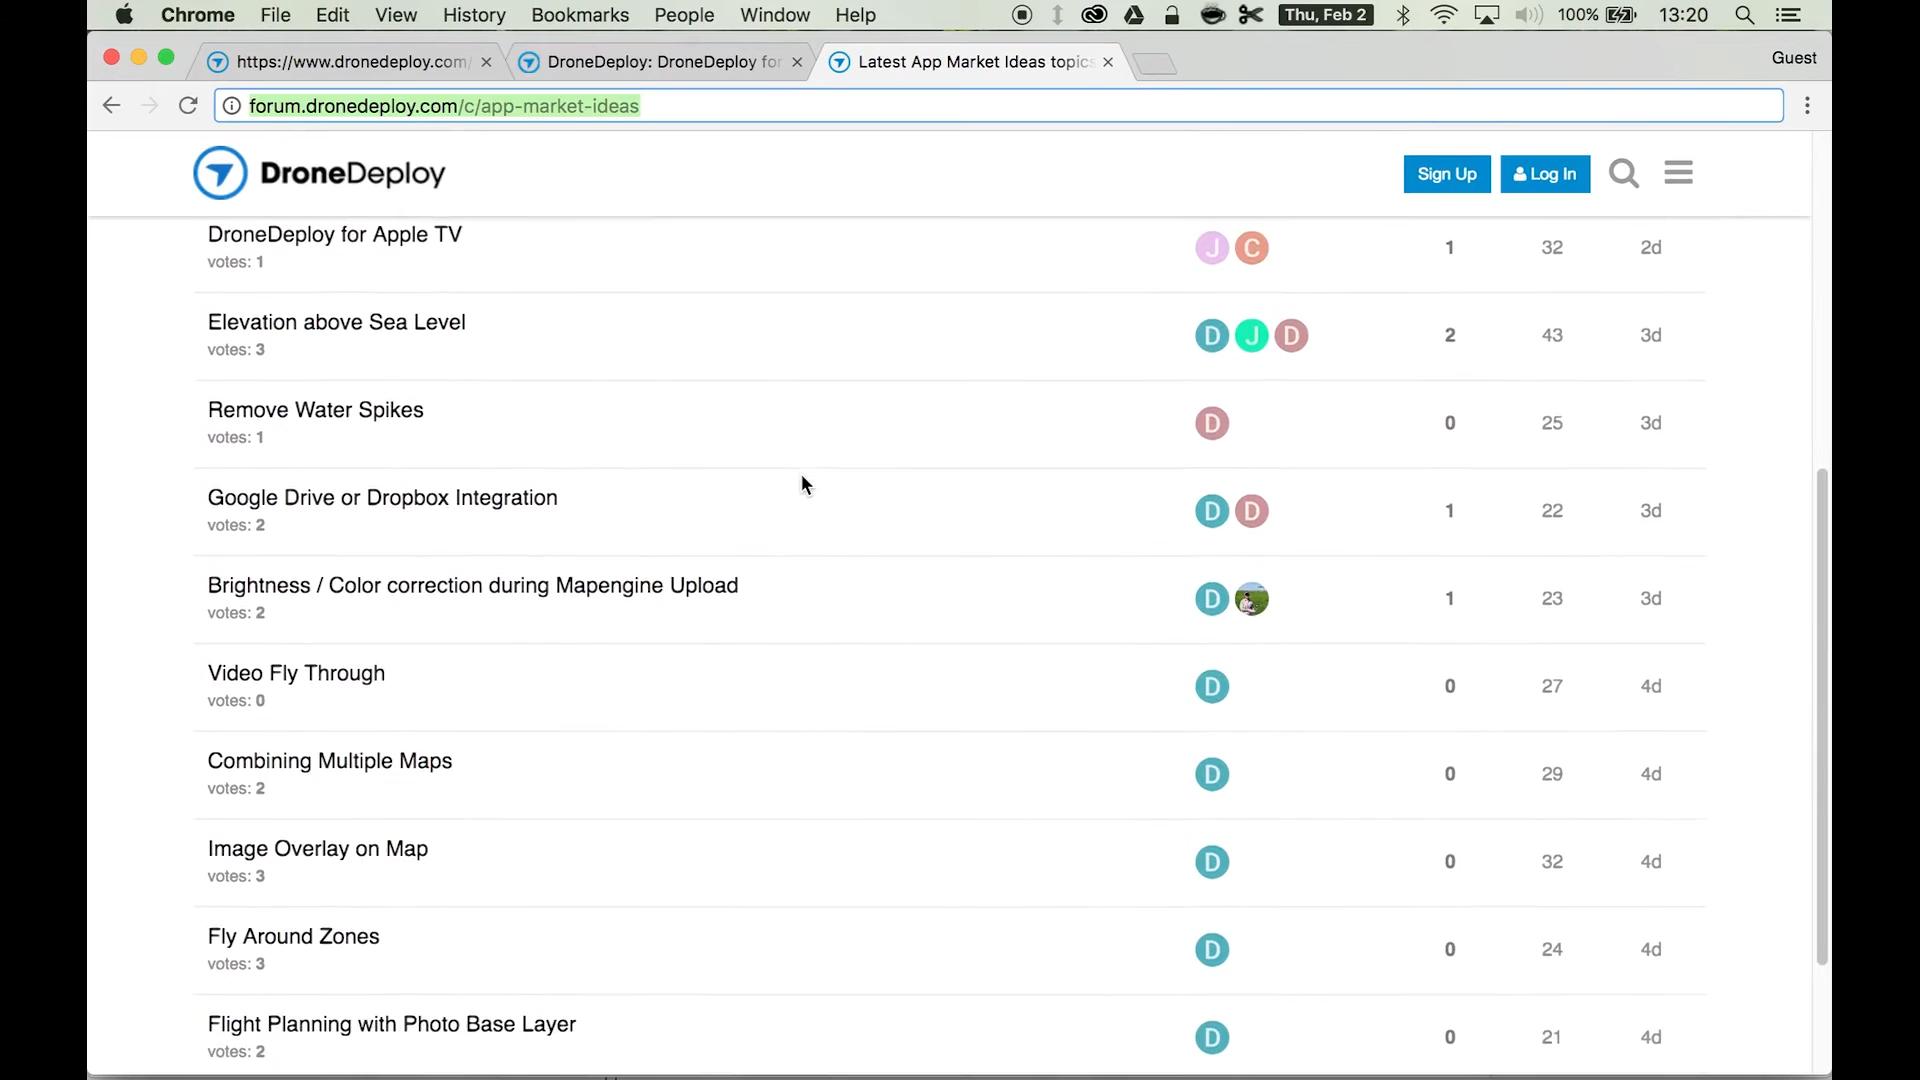 Chrome File Edit View History Bookmarks People Window Help Thu, Feb 2 100% 13:20
https://www.dronedeploy.com/ DroneDeploy: DroneDeploy for Latest App Market Ideas topics Guest
forum.dronedeploy.com/c/app-market-ideas
DroneDeploy Sign Up Log In
DroneDeploy for Apple TV J C 1 32 2d
votes: 1
Elevation above Sea Level D J D 2 43 3d
votes: 3
Remove Water Spikes D 0 25 3d
votes: 1
Google Drive or Dropbox Integration D D 1 22 3d
votes: 2
Brightness / Color correction during Mapengine Upload D 1 23 3d
votes: 2
Video Fly Through D 0 27 4d
votes: 0
Combining Multiple Maps D 0 29 4d
votes: 2
Image Overlay on Map D 0 32 4d
votes: 3
Fly Around Zones D 0 24 4d
votes: 3
Flight Planning with Photo Base Layer D 0 21 4d
votes: 2